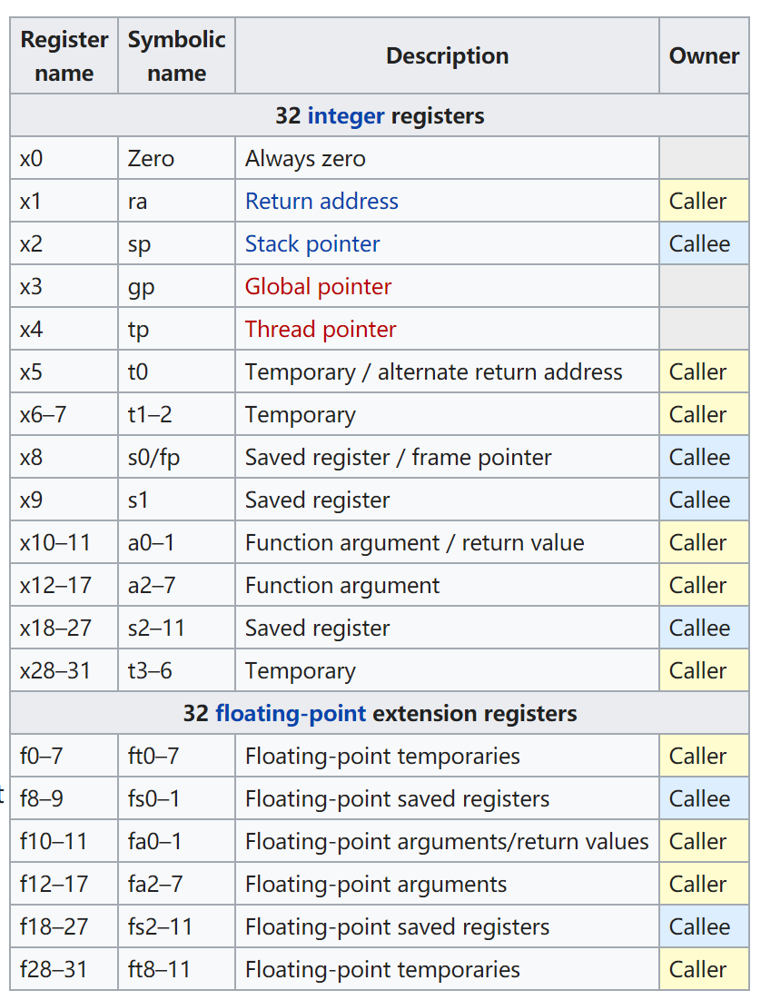 Register name Symbolic name Description Owner
32 integer registers
x0 Zero Always zero
x1 ra Return address Caller
x2 sp Stack pointer Callee
x3 gp Global pointer
x4 tp Thread pointer
x5 t0 Temporary / alternate return address Caller
x6–7 t1–2 Temporary Caller
x8 s0/fp Saved register / frame pointer Callee
x9 s1 Saved register Callee
x10–11 a0–1 Function argument / return value Caller
x12–17 a2–7 Function argument Caller
x18–27 s2–11 Saved register Callee
x28–31 t3–6 Temporary Caller
32 floating-point extension registers
f0–7 ft0–7 Floating-point temporaries Caller
f8–9 fs0–1 Floating-point saved registers Callee
f10–11 fa0–1 Floating-point arguments/return values Caller
f12–17 fa2–7 Floating-point arguments Caller
f18–27 fs2–11 Floating-point saved registers Callee
f28–31 ft8–11 Floating-point temporaries Caller